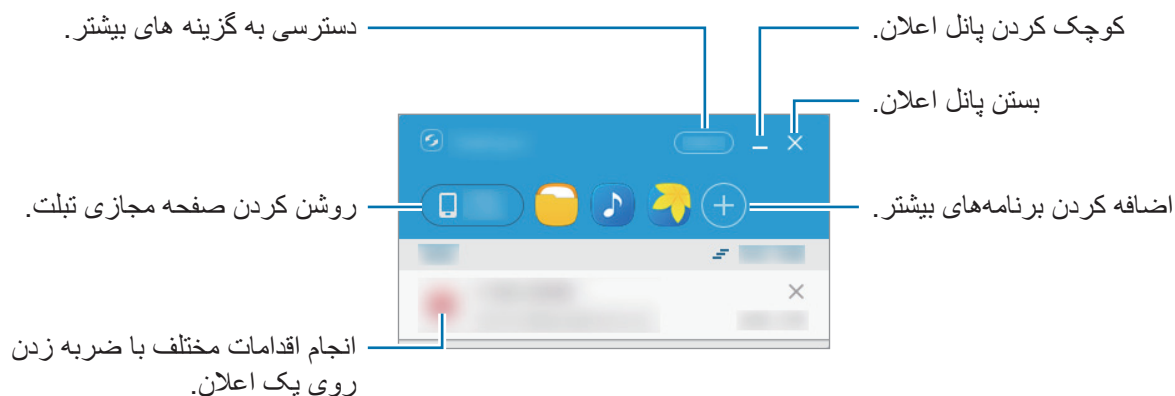 کوچک کردن پانل اعلان.
دسترسی به گزینه های بیشتر.
بستن پانل اعلان.
اضافه کردن برنامه‌های بیشتر.
روشن کردن صفحه مجازی تبلت.
انجام اقدامات مختلف با ضربه زدن
روی یک اعلان.